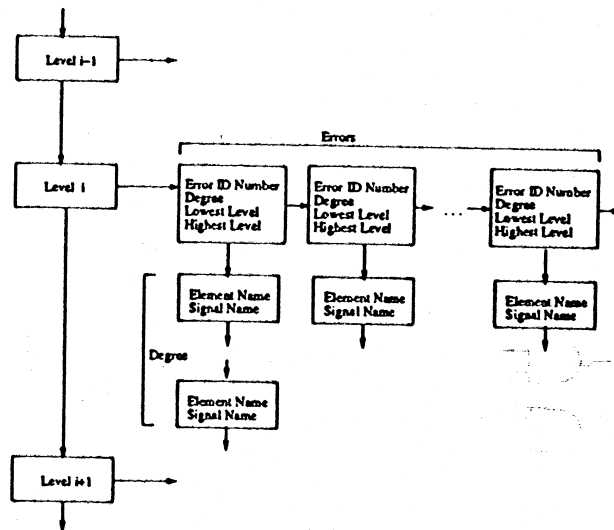 Level i-1
Errors
Level i
Error ID Number
Degree
Lowest Level
Highest Level
Error ID Number
Degree
Lowest Level
Highest Level
...
Error ID Number
Degree
Lowest Level
Highest Level
Element Name
Signal Name
Element Name
Signal Name
Element Name
Signal Name
Degree
Element Name
Signal Name
Level i+1